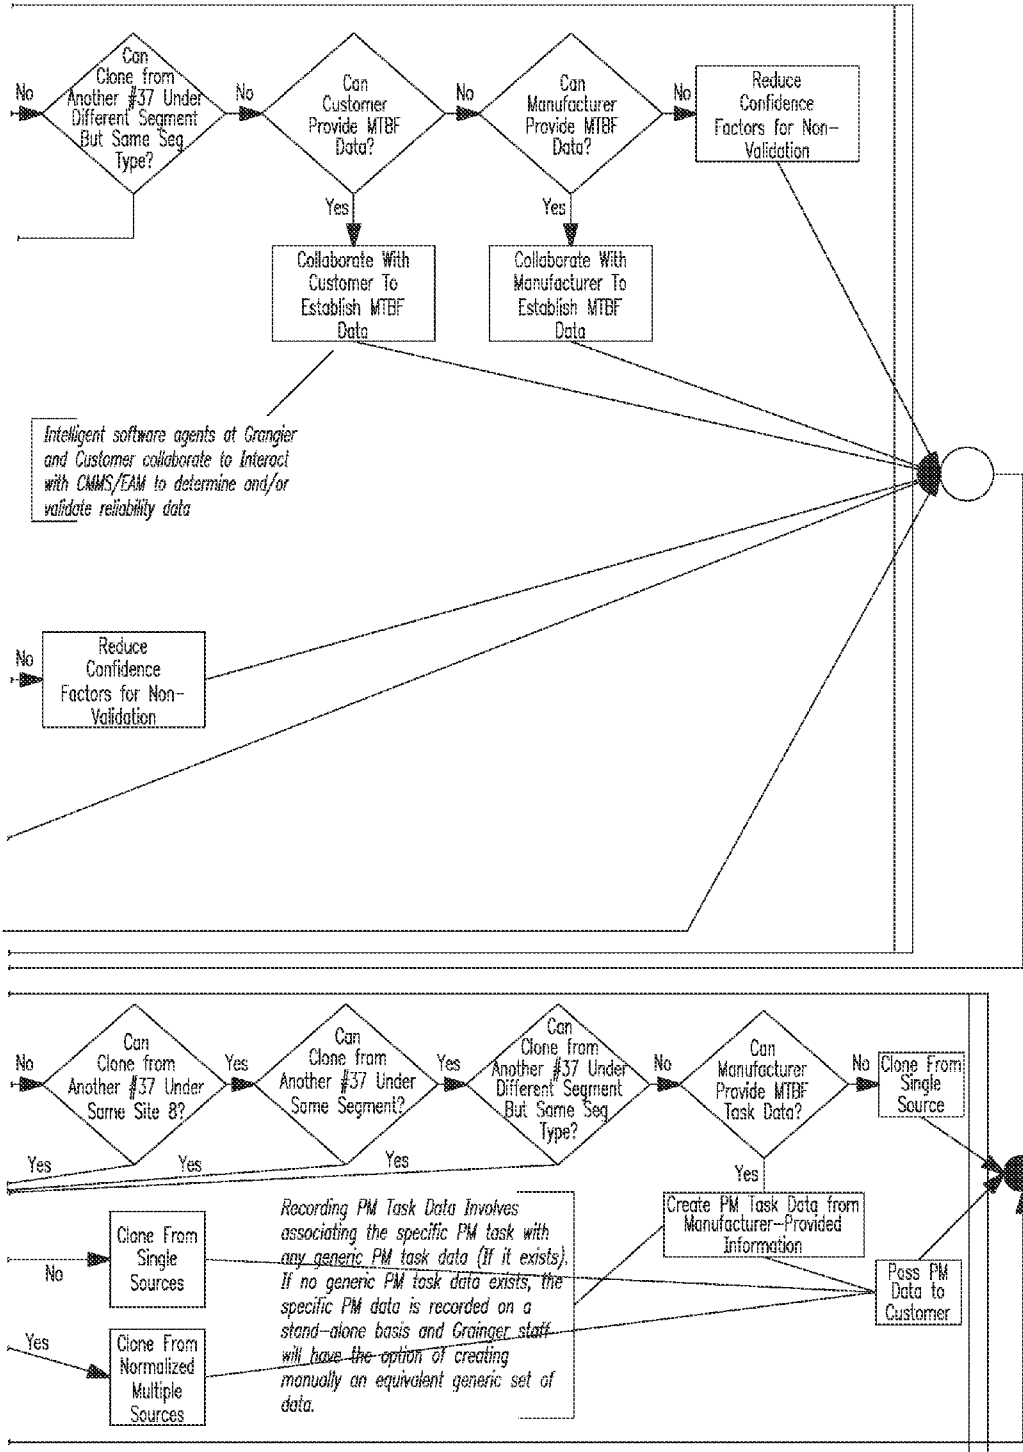 No
Can
Clone from
Another #37 Under
Different Segment
But Same Seg
Type?
No
Can
Customer
Provide MTBF
Data?
No
Can
Manufacturer
Provide MTBF
Data?
No
Reduce
Confidence
Factors for Non-
Validation
Yes
Yes
Collaborate With
Customer To
Establish MTBF
Data
Collaborate With
Manufacturer To
Establish MTBF
Data
Intelligent software agents at Grangier
and Customer collaborate to Interact
with CMMS/EAM to determine and/or
validate reliability data
No
Reduce
Confidence
Factors for Non-
Validation
No
Can
Clone from
Another #37 Under
Same Site 8?
Yes
Can
Clone from
Another #37 Under
Same Segment?
Yes
Can
Clone from
Another #37 Under
Different Segment
But Same Seg
Type?
No
Can
Manufacturer
Provide MTBF
Task Data?
No
Clone From
Single
Source
Yes
Yes
Yes
Yes
Create PM Task Data from
Manufacturer-Provided
Information
No
Clone From
Single
Sources
Recording PM Task Data Involves
associating the specific PM task with
any generic PM task data (If it exists).
If no generic PM task data exists, the
specific PM data is recorded on a
stand-alone basis and Grainger staff
will have the option of creating
manually an equivalent generic set of
data.
Pass PM
Data to
Customer
Yes
Clone From
Normalized
Multiple
Sources